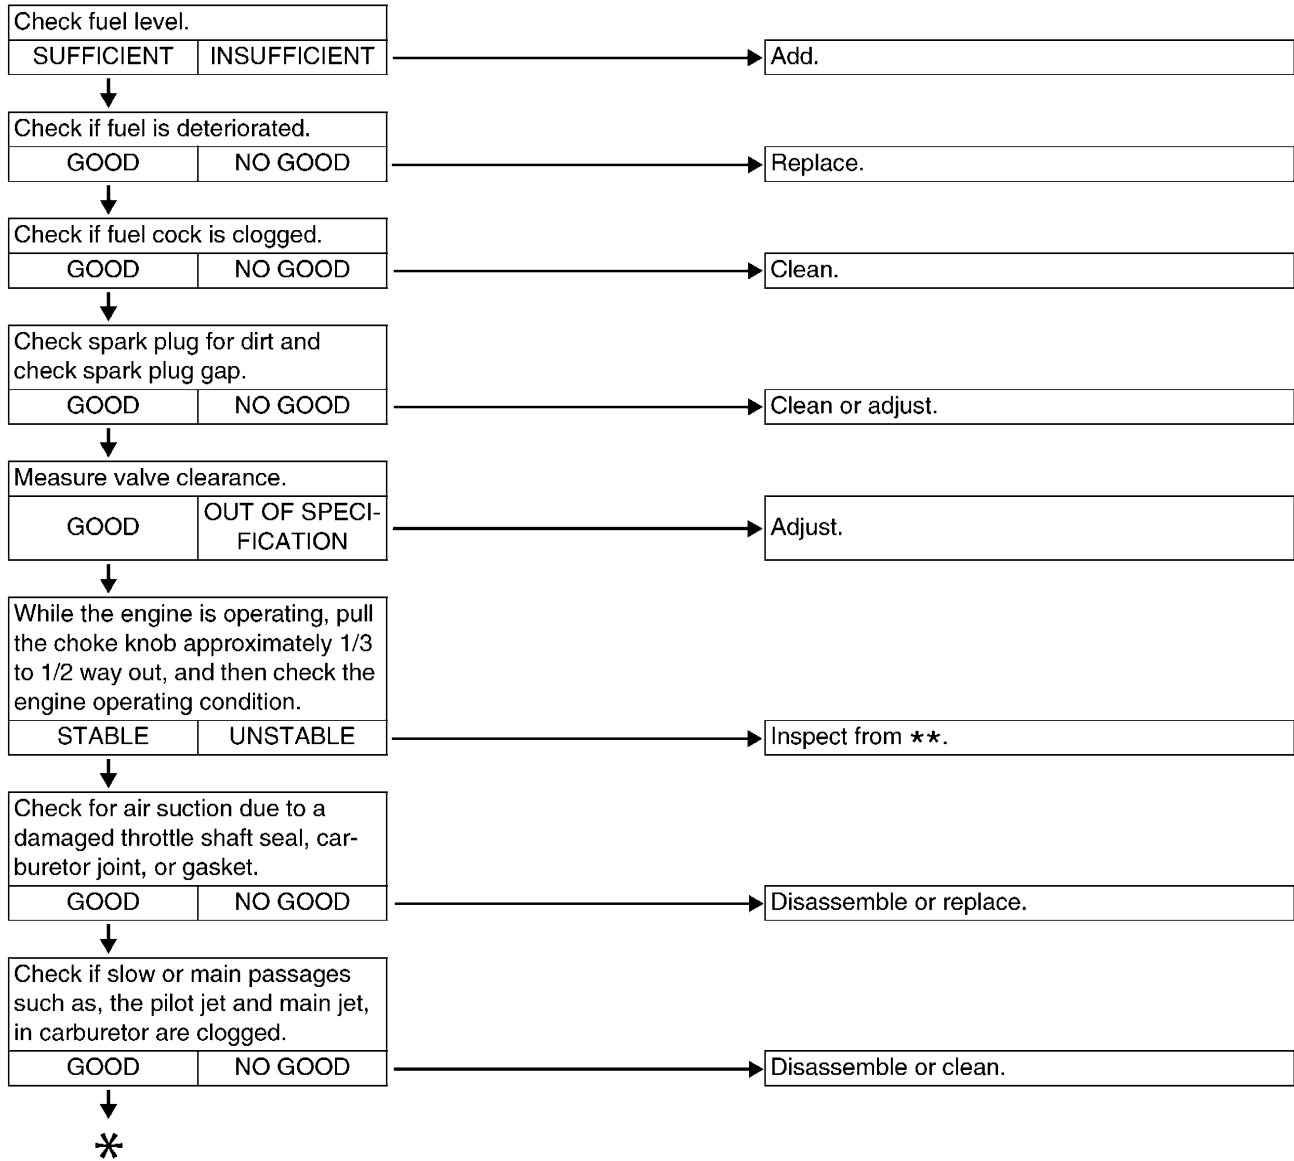 Check fuel level.
SUFFICIENT INSUFFICIENT Add.
Check if fuel is deteriorated.
GOOD NO GOOD Replace.
Check if fuel cock is clogged.
GOOD NO GOOD Clean.
Check spark plug for dirt and
check spark plug gap.
GOOD NO GOOD Clean or adjust.
Measure valve clearance.
GOOD OUT OF SPECI-
FICATION Adjust.
While the engine is operating, pull
the choke knob approximately 1/3
to 1/2 way out, and then check the
engine operating condition.
STABLE UNSTABLE Inspect from **.
Check for air suction due to a
damaged throttle shaft seal, car-
buretor joint, or gasket.
GOOD NO GOOD Disassemble or replace.
Check if slow or main passages
such as, the pilot jet and main jet,
in carburetor are clogged.
GOOD NO GOOD Disassemble or clean.
*